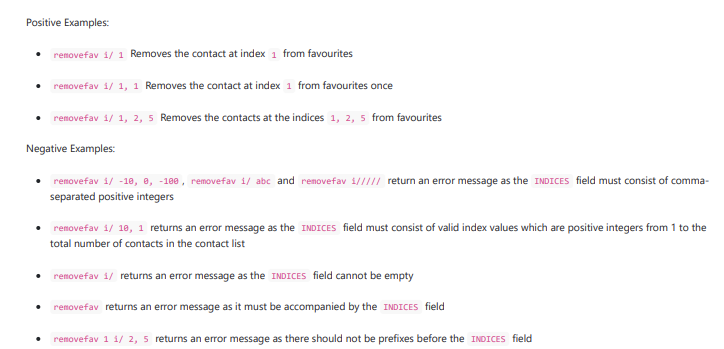 Positive Examples:
• removefav i/ 1 Removes the contact at index 1 from favourites
• removefav i/ 1, 1 Removes the contact at index 1 from favourites once
• removefav i/ 1, 2, 5 Removes the contacts at the indices 1, 2, 5 from favourites
Negative Examples:
• removefav i/ -10, 0, -100 , removefav i/ abc and removefav i///// return an error message as the INDICES field must consist of comma-
separated positive integers
• removefav i/ 10, 1 returns an error message as the INDICES field must consist of valid index values which are positive integers from 1 to the
total number of contacts in the contact list
• removefav i/ returns an error message as the INDICES field cannot be empty
• removefav returns an error message as it must be accompanied by the INDICES field
• removefav 1 i/ 2, 5 returns an error message as there should not be prefixes before the INDICES field